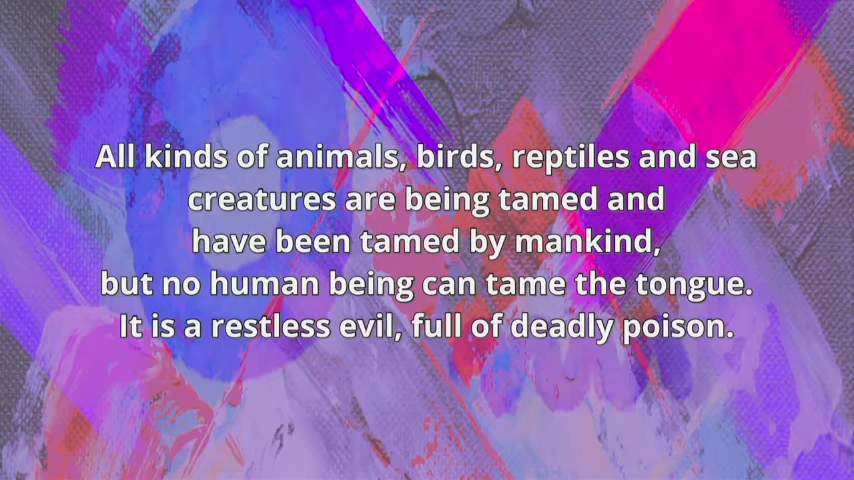 All kinds of animals, birds, reptiles and sea
creatures are being tamed and
have been tamed by mankind,
but no human being can tame the tongue.
It is a restless evil, full of deadly poison.